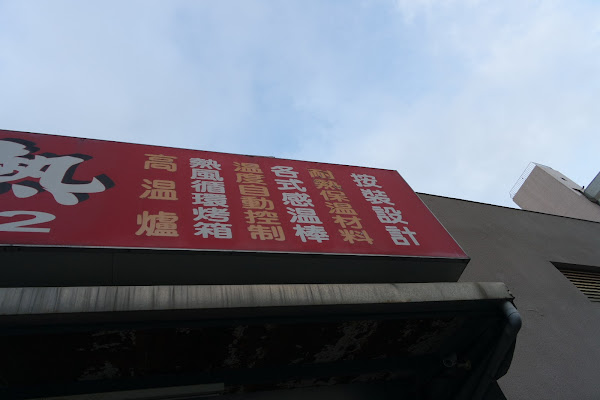 熱
2
高溫爐
熱風循環烤箱
溫度自動控制
各式感溫棒
耐熱保溫材料
按裝設計